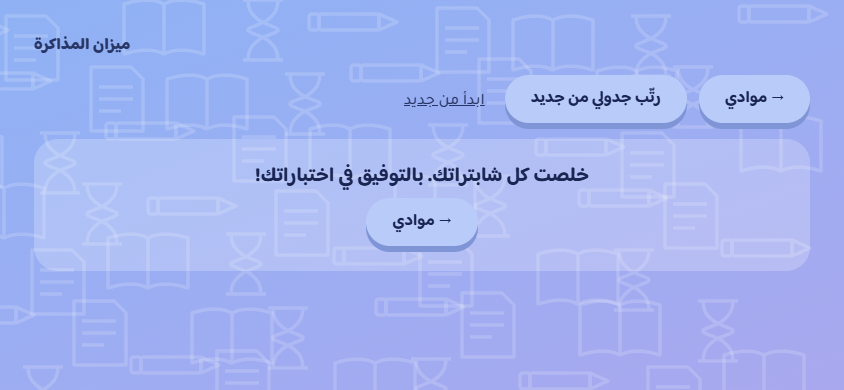 ميزان المذاكرة
→ موادي
رتّب جدولي من جديد
ابدأ من جديد
خلصت كل شابتراتك. بالتوفيق في اختباراتك!
→ موادي